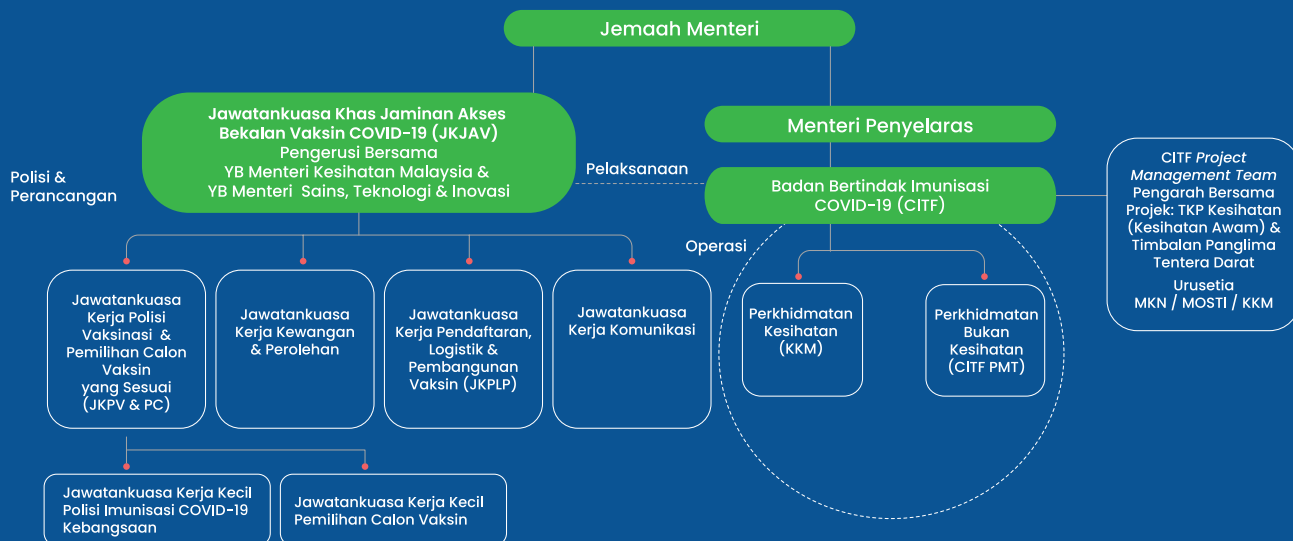 Jemaah Menteri
Jawatankuasa Khas Jaminan Akses
Bekalan Vaksin COVID-19 (JKJAV)
Pengerusi Bersama
YB Menteri Kesihatan Malaysia &
YB Menteri Sains, Teknologi & Inovasi
Menteri Penyelaras
Polisi &
Perancangan
Pelaksanaan
Badan Bertindak Imunisasi
COVID-19 (CITF)
CITF Project
Management Team
Pengarah Bersama
Projek: TKP Kesihatan
(Kesihatan Awam) &
Timbalan Panglima
Tentera Darat
Urusetia
MKN / MOSTI / KKM
Operasi
Jawatankuasa
Kerja Polisi
Vaksinasi &
Pemilihan Calon
Vaksin
yang Sesuai
(JKPV & PC)
Jawatankuasa
Kerja Kewangan
& Perolehan
Jawatankuasa
Kerja Pendaftaran,
Logistik &
Pembangunan
Vaksin (JKPLP)
Jawatankuasa
Kerja Komunikasi
Perkhidmatan
Kesihatan
(KKM)
Perkhidmatan
Bukan
Kesihatan
(CITF PMT)
Jawatankuasa Kerja Kecil
Polisi Imunisasi COVID-19
Kebangsaan
Jawatankuasa Kerja Kecil
Pemilihan Calon Vaksin